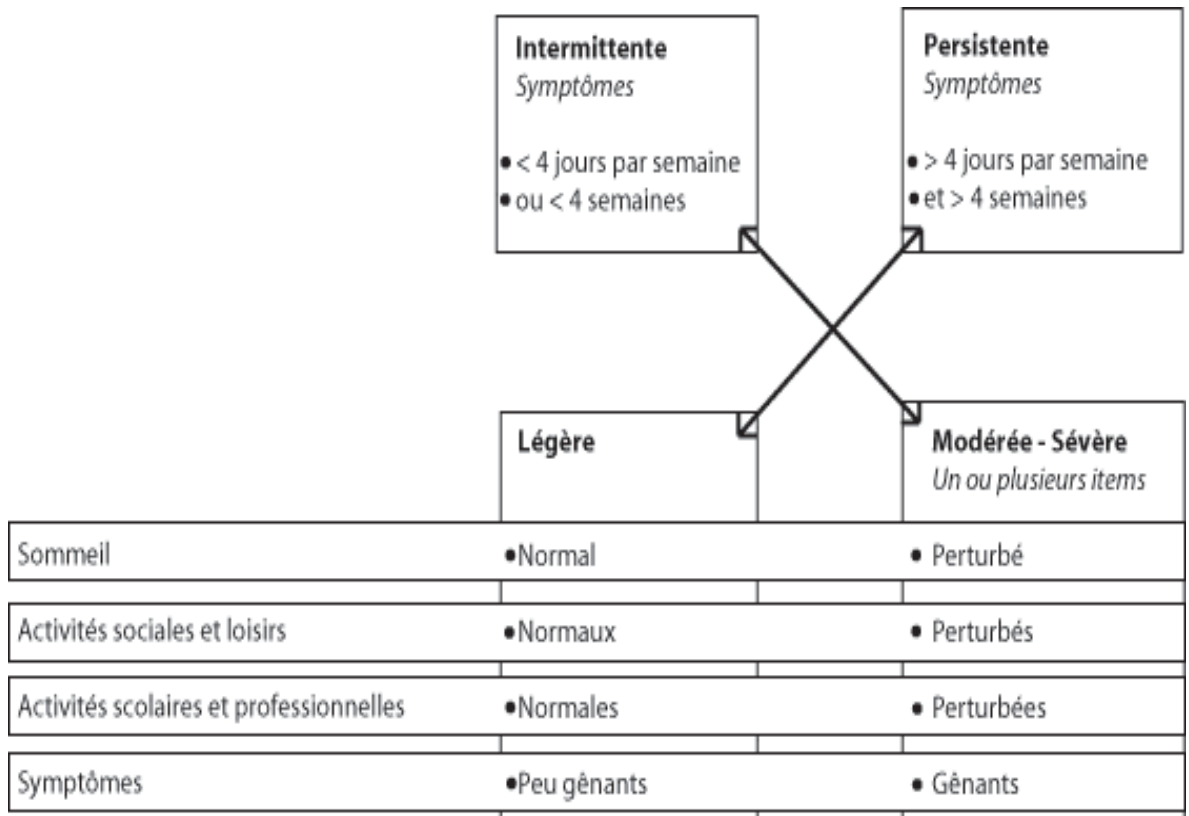 Intermittente
Symptômes
• < 4 jours par semaine
• ou < 4 semaines
Persistente
Symptômes
• > 4 jours par semaine
• et > 4 semaines
Légère
Modérée - Sévère
Un ou plusieurs items
Sommeil •Normal • Perturbé
Activités sociales et loisirs •Normaux • Perturbés
Activités scolaires et professionnelles •Normales • Perturbées
Symptômes •Peu gênants • Gênants